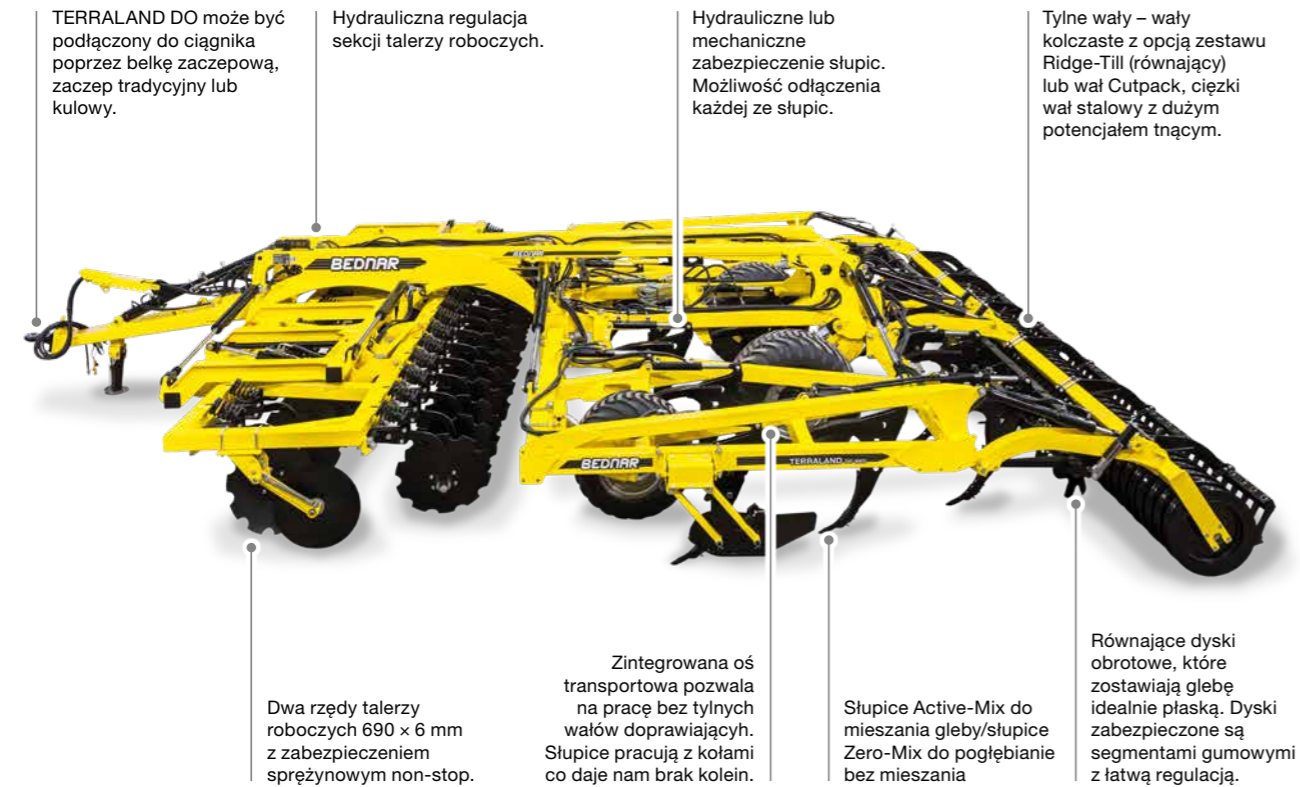 TERRALAND DO może być
podłączony do ciągnika
poprzez belkę zaczepową,
zaczep tradycyjny lub
kulowy.
Hydrauliczna regulacja
sekcji talerzy roboczych.
Hydrauliczne lub
mechaniczne
zabezpieczenie słupic.
Możliwość odłączenia
każdej ze słupic.
Tylne wały – wały
kolczaste z opcją zestawu
Ridge-Till (równający)
lub wał Cutpack, cięzki
wał stalowy z dużym
potencjałem tnącym.
BEDNAR
BEDNAR
BEDNAR
TERRALAND
Dwa rzędy talerzy
roboczych 690 × 6 mm
z zabezpieczeniem
sprężynowym non-stop.
Zintegrowana oś
transportowa pozwala
na pracę bez tylnych
wałów doprawiającyh.
Słupice pracują z kołami
co daje nam brak kolein.
Słupice Active-Mix do
mieszania gleby/słupice
Zero-Mix do pogłębianie
bez mieszania
Równające dyski
obrotowe, które
zostawiają glebę
idealnie płaską. Dyski
zabezpieczone są
segmentami gumowymi
z łatwą regulacją.